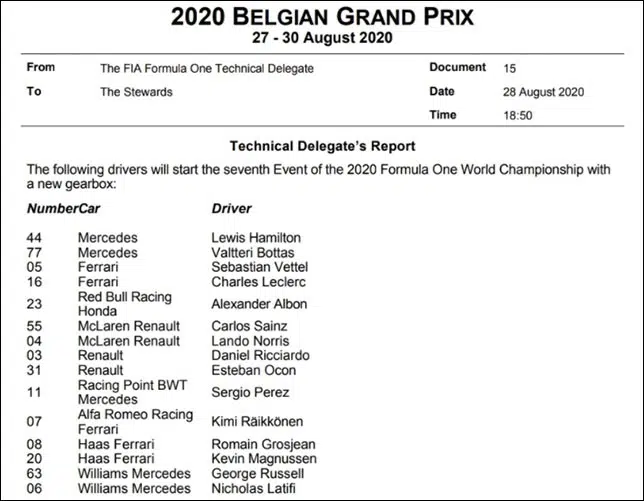 2020 BELGIAN GRAND PRIX
27 - 30 August 2020
From The FIA Formula One Technical Delegate Document 15
To The Stewards Date 28 August 2020
Time 18:50
Technical Delegate's Report
The following drivers will start the seventh Event of the 2020 Formula One World Championship with
a new gearbox:
NumberCar Driver
44 Mercedes Lewis Hamilton
77 Mercedes Valtteri Bottas
05 Ferrari Sebastian Vettel
16 Ferrari Charles Leclerc
23 Red Bull Racing
Honda Alexander Albon
55 McLaren Renault Carlos Sainz
04 McLaren Renault Lando Norris
03 Renault Daniel Ricciardo
31 Renault Esteban Ocon
11 Racing Point BWT
Mercedes Sergio Perez
07 Alfa Romeo Racing
Ferrari Kimi Räikkönen
08 Haas Ferrari Romain Grosjean
20 Haas Ferrari Kevin Magnussen
63 Williams Mercedes George Russell
06 Williams Mercedes Nicholas Latifi